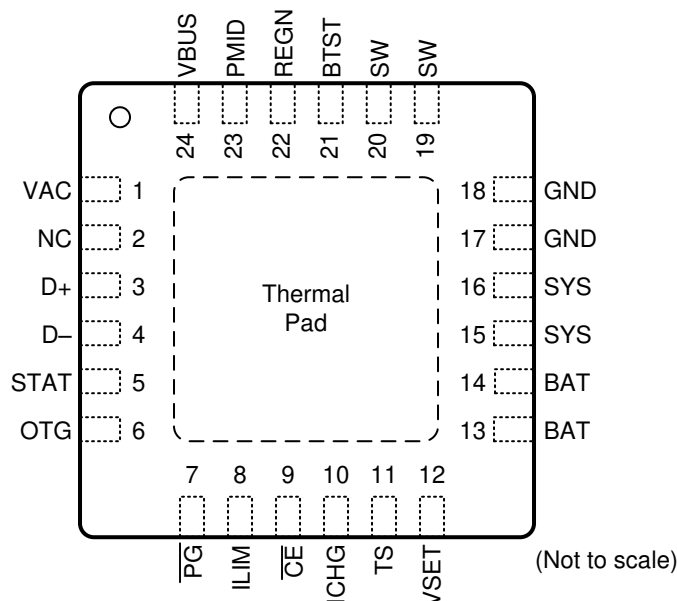 VBUS
PMID
REGN
BTST
SW
SW
24
23
22
21
20
19
VAC 1
NC 2
D+ 3
D– 4
STAT 5
OTG 6
Thermal
Pad
18 GND
17 GND
16 SYS
15 SYS
14 BAT
13 BAT
7
8
9
10
11
12
PG
ILIM
CE
ICHG
TS
VSET
(Not to scale)